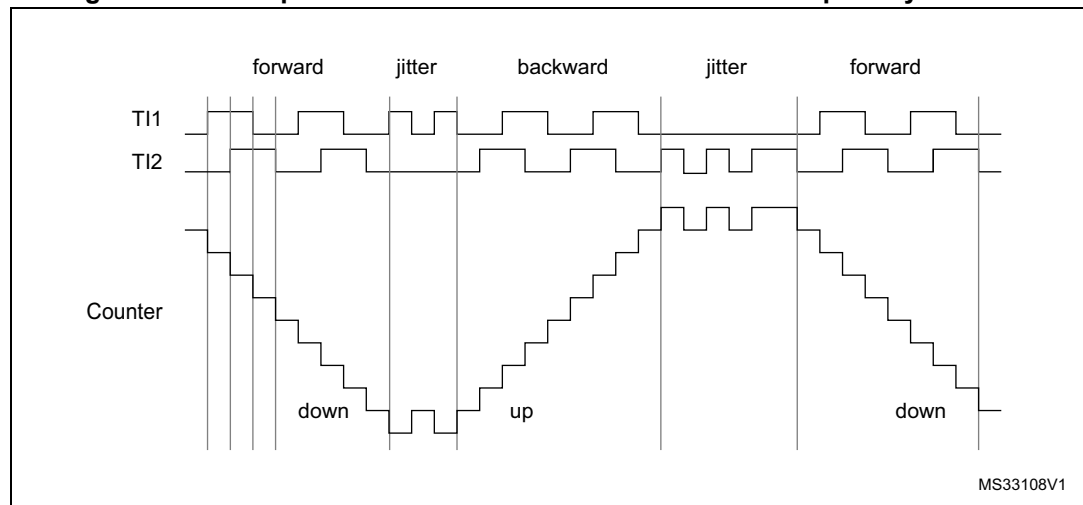 forward jitter backward jitter forward
TI1
TI2
Counter
down up down
MS33108V1